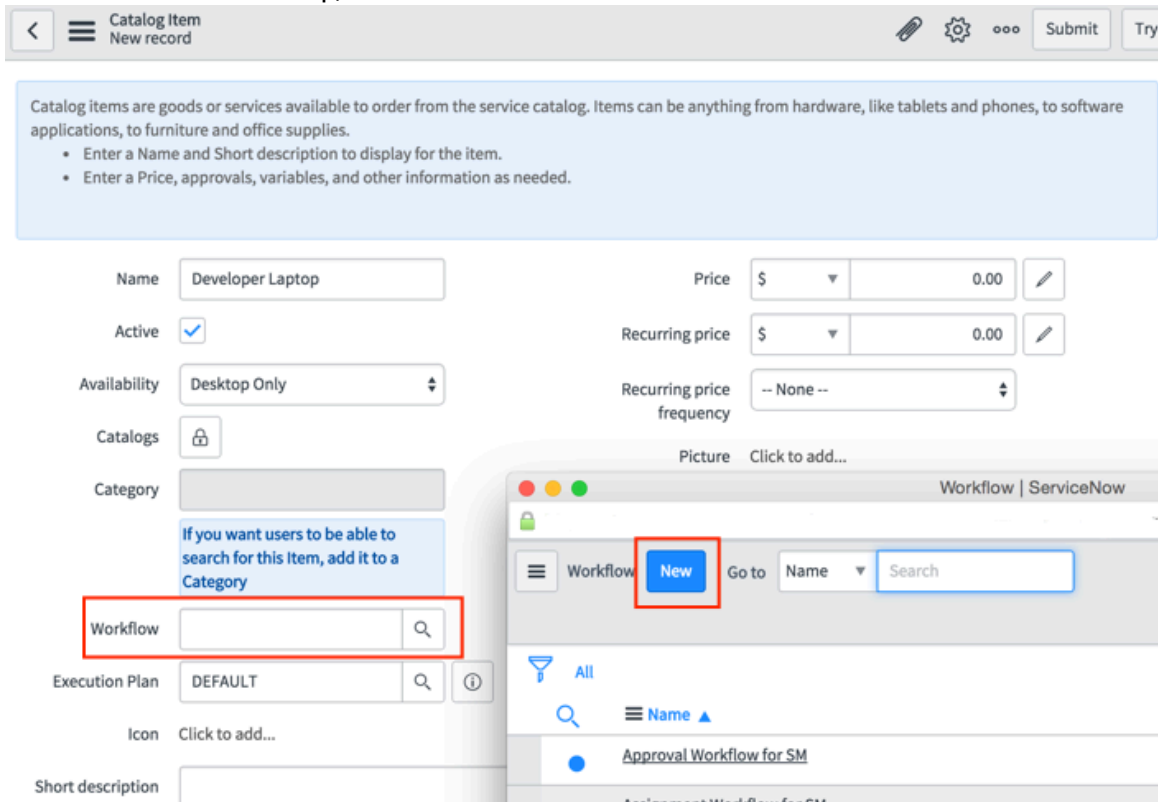 Catalog Item
New record
Submit
Try
Catalog items are goods or services available to order from the service catalog. Items can be anything from hardware, like tablets and phones, to software
applications, to furniture and office supplies.
• Enter a Name and Short description to display for the item.
• Enter a Price, approvals, variables, and other information as needed.
Name Developer Laptop
Price $ 0.00
Active
Recurring price $ 0.00
Availability Desktop Only
Recurring price
frequency
-- None --
Catalogs
Picture Click to add...
Category
If you want users to be able to
search for this Item, add it to a
Category
Workflow
Execution Plan DEFAULT
Icon Click to add...
Short description
Workflow | ServiceNow
Workflow New Go to Name Search
All
Name
Approval Workflow for SM